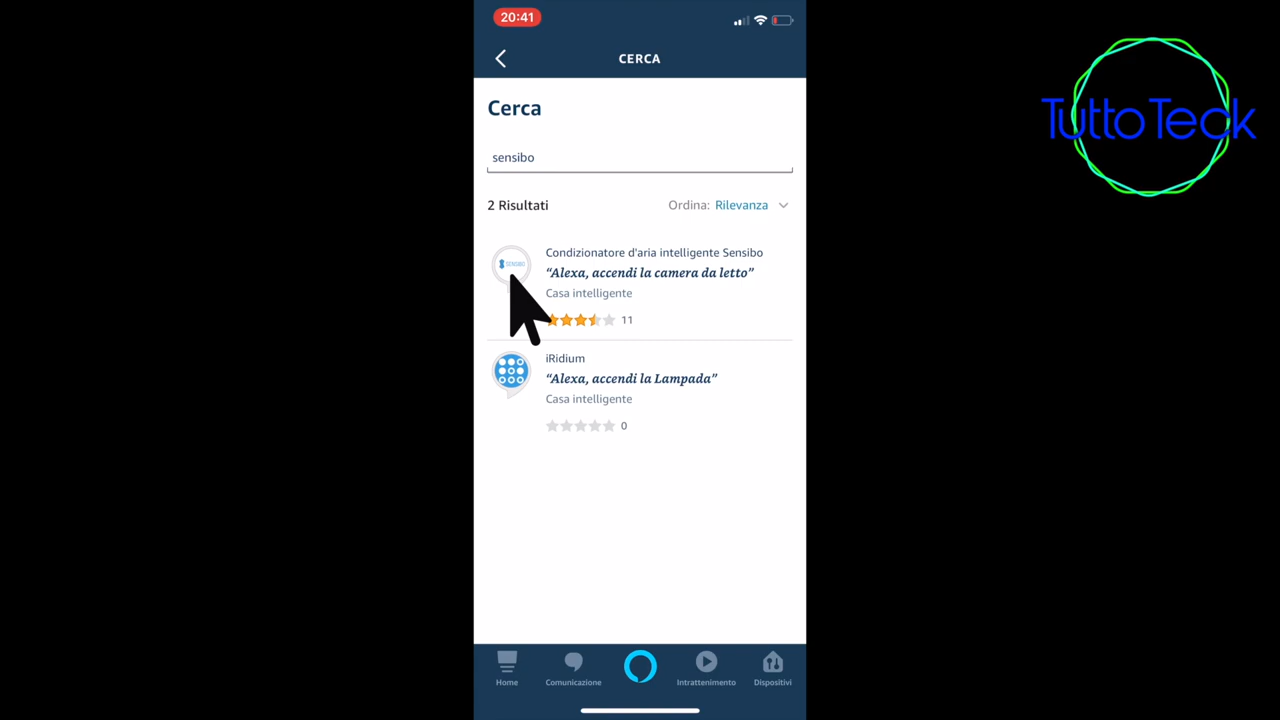 20:41
CERCA
Cerca
sensibo
2 Risultati
Ordina: Rilevanza
SENSIBO
Condizionatore d'aria intelligente Sensibo
“Alexa, accendi la camera da letto”
Casa intelligente
11
iRidium
“Alexa, accendi la Lampada”
Casa intelligente
0
Home
Comunicazione
Intrattenimento
Dispositivi
TuttoTeck